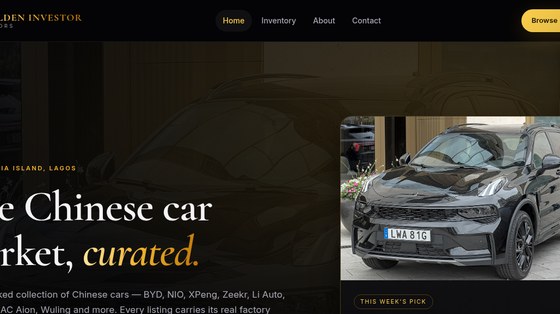 LDEN INVESTOR
ORS
Home
Inventory
About
Contact
Browse
IA ISLAND, LAGOS
e Chinese car
rket, curated.
ked collection of Chinese cars — BYD, NIO, XPeng, Zeekr, Li Auto,
AC Aion, Wuling and more. Every listing carries its real factory
LWA 81G
THIS WEEK'S PICK